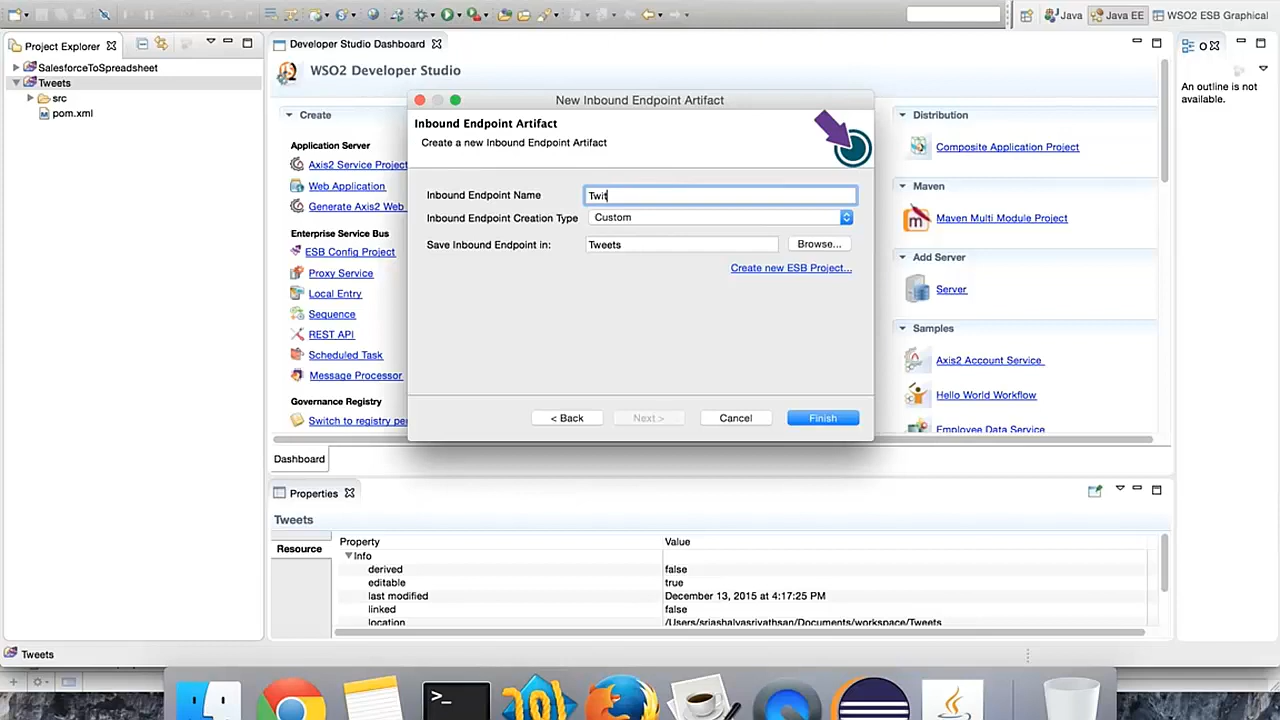 Java
Java EE
WSO2 ESB Graphical
Project Explorer
SalesforceToSpreadsheet
Tweets
src
pom.xml
Developer Studio Dashboard
WSO2 Developer Studio
Create
Application Server
Axis2 Service Project
Web Application
Generate Axis2 Web
Enterprise Service Bus
ESB Config Project
Proxy Service
Local Entry
Sequence
REST API
Scheduled Task
Message Processor
Governance Registry
Switch to registry per
Dashboard
New Inbound Endpoint Artifact
Inbound Endpoint Artifact
Create a new Inbound Endpoint Artifact
Inbound Endpoint Name
Twit
Inbound Endpoint Creation Type
Custom
Save Inbound Endpoint in:
Tweets
Browse...
Create new ESB Project...
< Back
Next >
Cancel
Finish
Distribution
Composite Application Project
Maven
Maven Multi Module Project
Add Server
Server
Samples
Axis2 Account Service
Hello World Workflow
Employee Data Service
O
An outline is not
available.
Properties
Tweets
Resource
Property Value
Info
derived false
editable true
last modified December 13, 2015 at 4:17:25 PM
linked false
location /Users/sriashalyasrivathsan/Documents/workspace/Tweets
Tweets